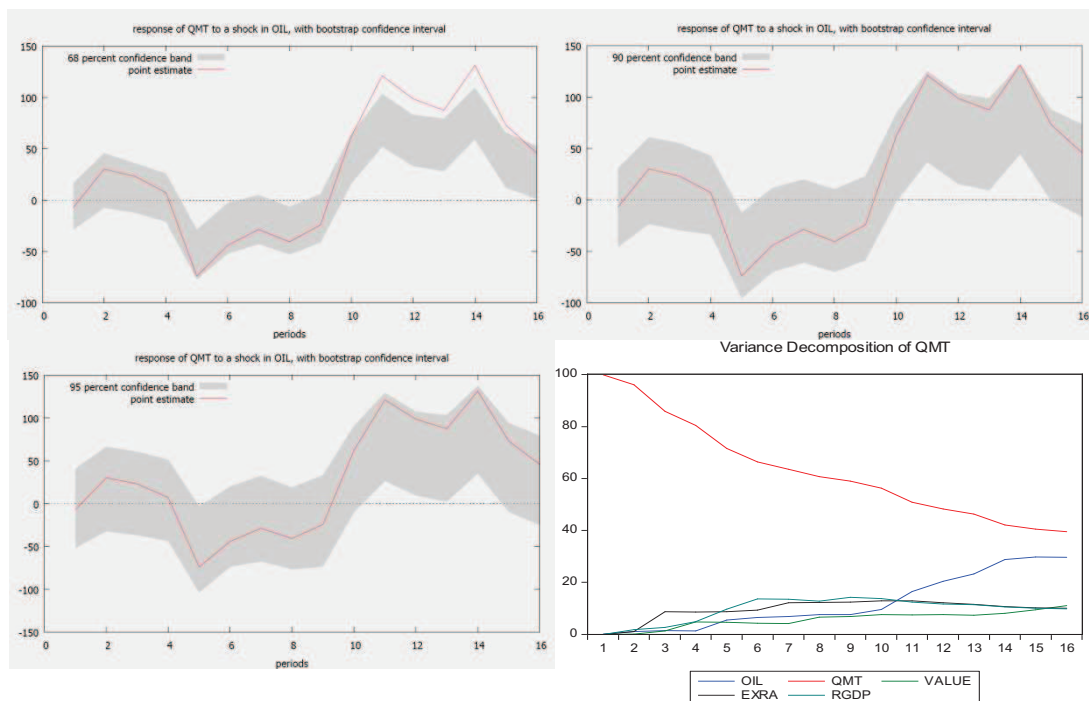 response of QMT to a shock in OIL, with bootstrap confidence interval
150
68 percent confidence band
point estimate
100
50
0
-50
-100
0 2 4 6 8 10 12 14 16
periods
response of QMT to a shock in OIL, with bootstrap confidence interval
150
90 percent confidence band
point estimate
100
50
0
-50
-100
0 2 4 6 8 10 12 14 16
periods
response of QMT to a shock in OIL, with bootstrap confidence interval
150
95 percent confidence band
point estimate
100
50
0
-50
-100
-150
0 2 4 6 8 10 12 14 16
periods
Variance Decomposition of QMT
100
80
60
40
20
0
1 2 3 4 5 6 7 8 9 10 11 12 13 14 15 16
OIL QMT VALUE
EXRA RGDP